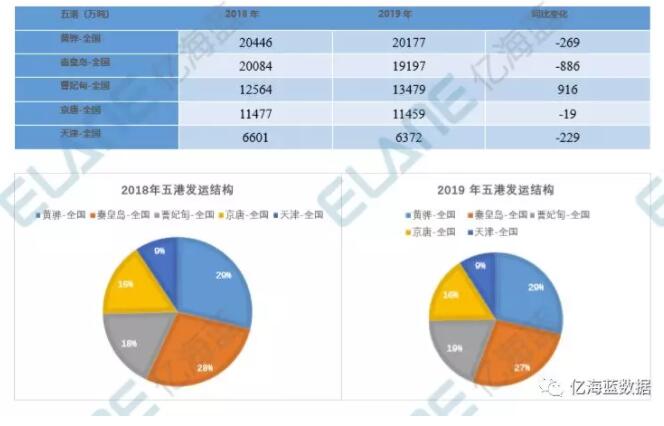 五港（万吨） 2018 年 2019 年 同比变化
黄骅-全国 20446 20177 -269
秦皇岛-全国 20084 19197 -886
曹妃甸-全国 12564 13479 916
京唐-全国 11477 11459 -19
天津-全国 6601 6372 -229
2018年五港发运结构
黄骅-全国 秦皇岛-全国 曹妃甸-全国 京唐-全国 天津-全国
9%
29%
16%
18%
28%
2019 年五港发运结构
黄骅-全国 秦皇岛-全国 曹妃甸-全国
京唐-全国 天津-全国
9%
29%
16%
19%
27%
亿海蓝数据
ELANE 亿海蓝